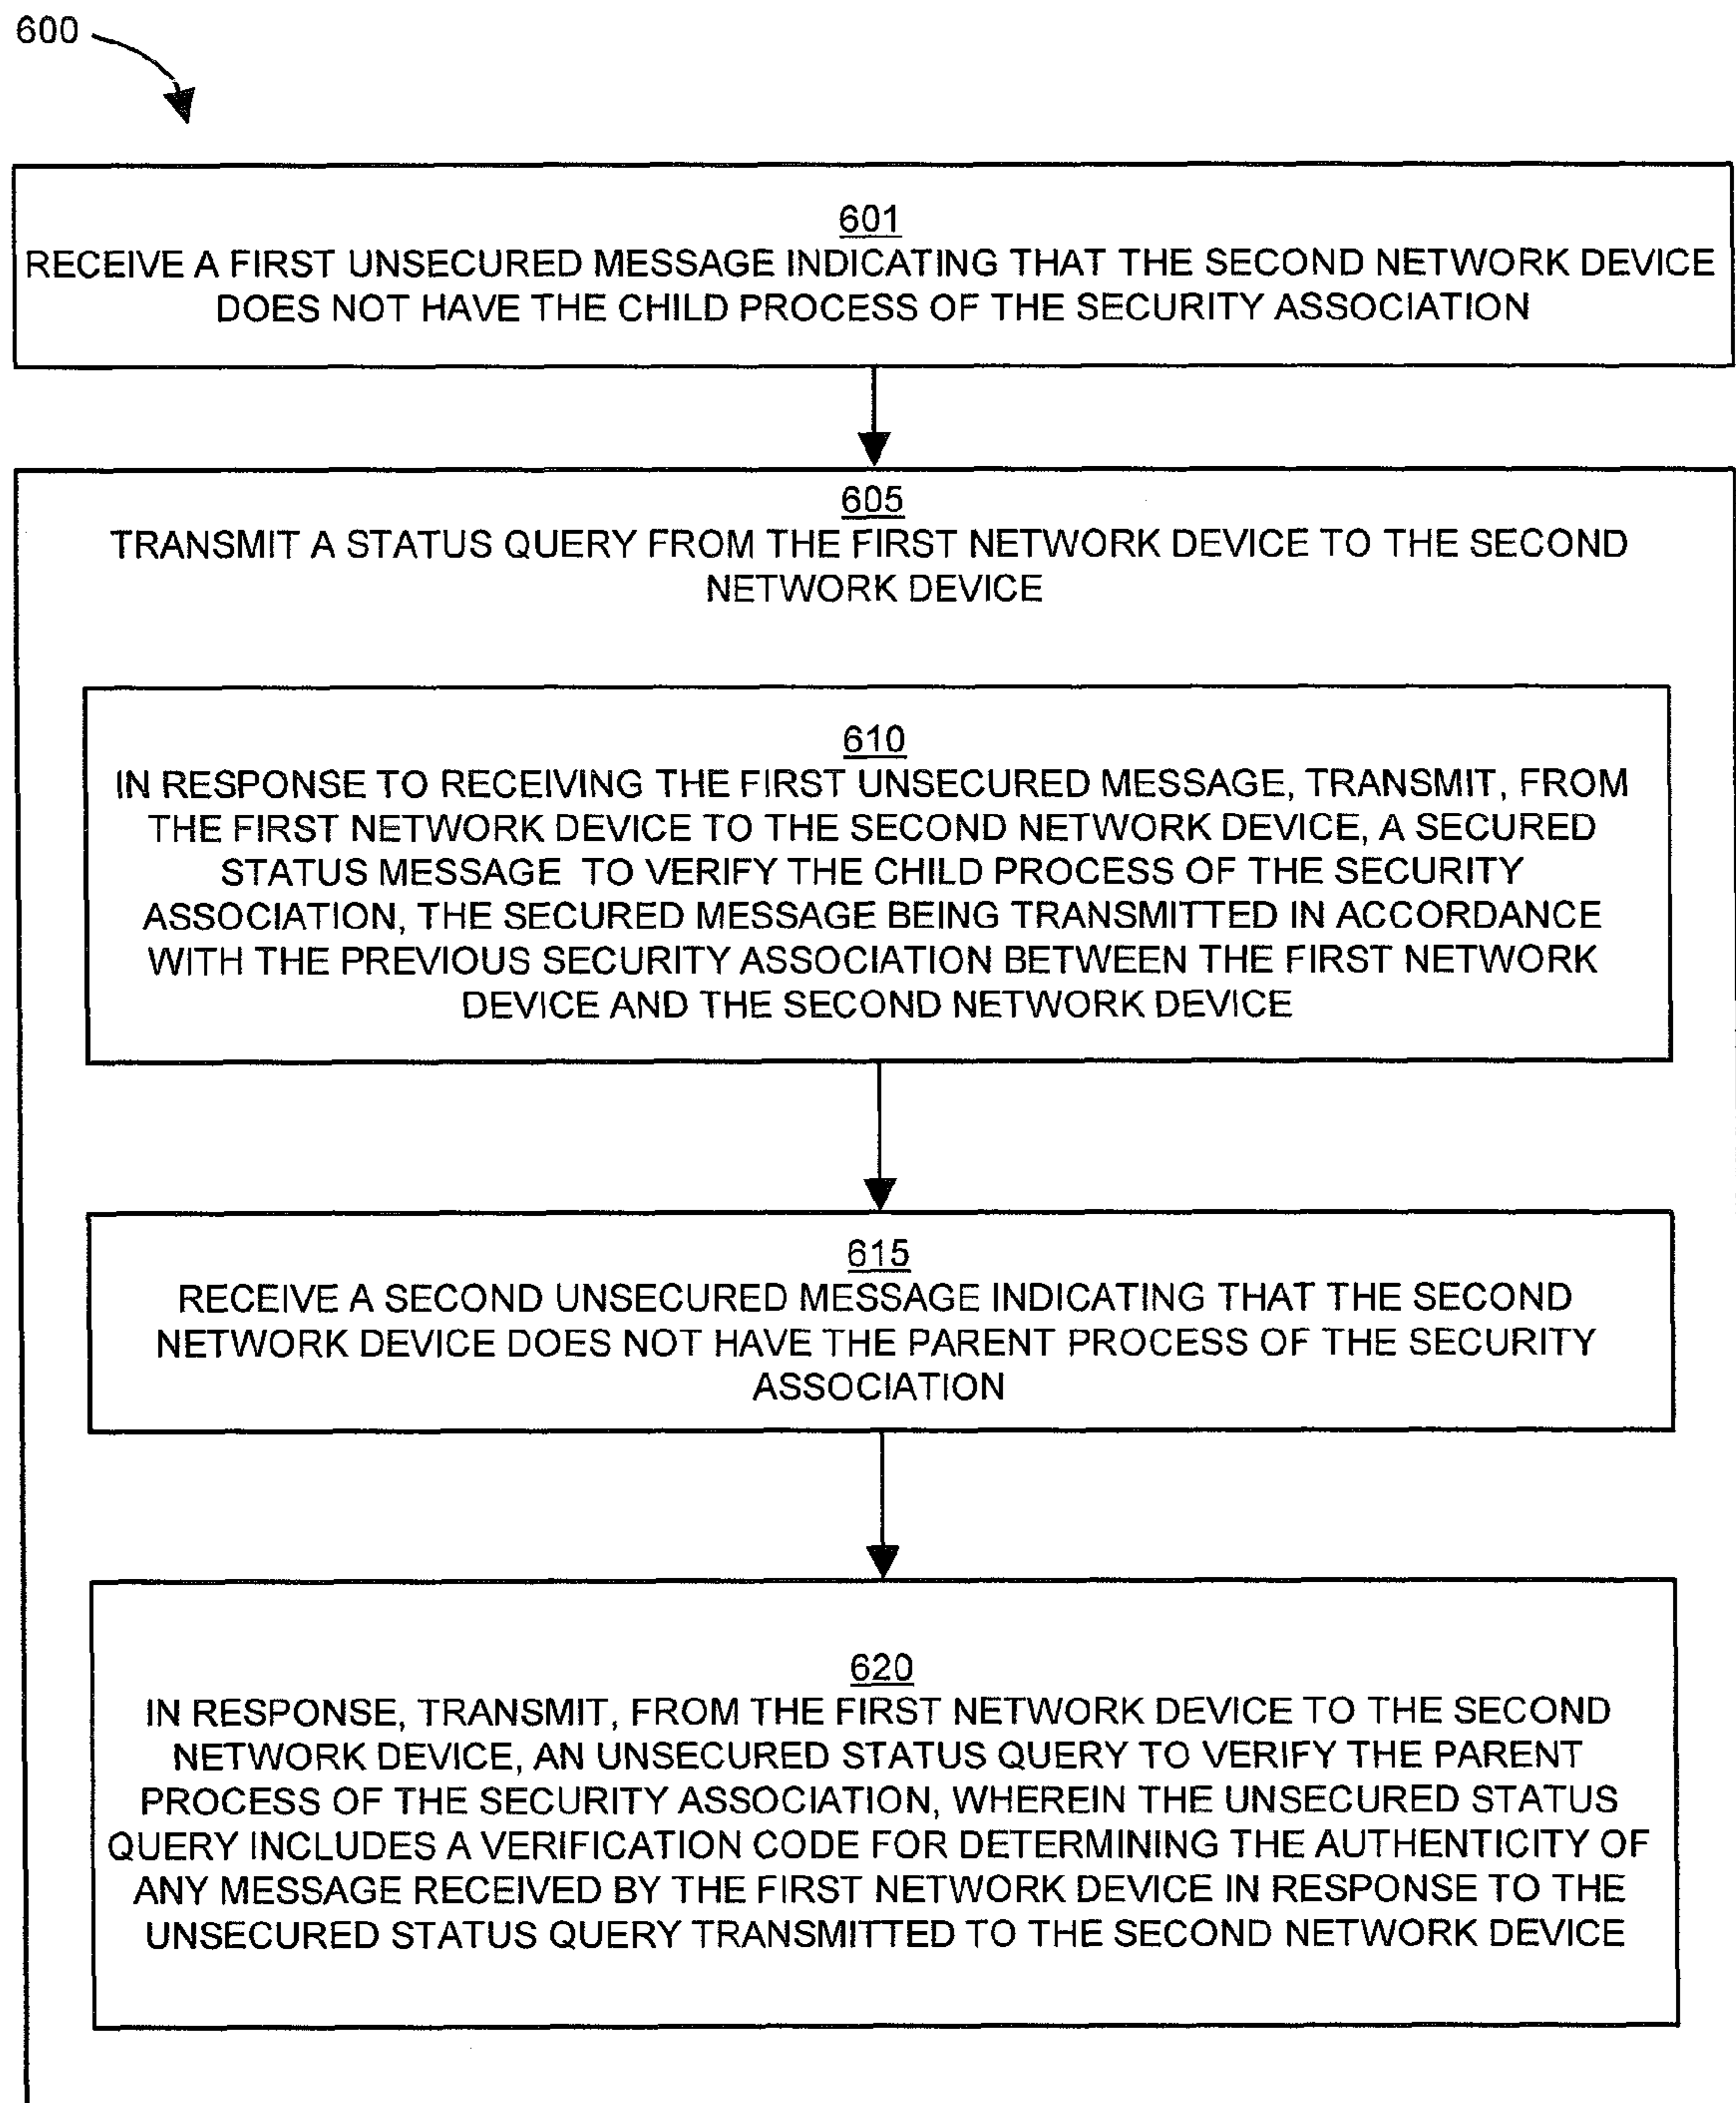 600
601
RECEIVE A FIRST UNSECURED MESSAGE INDICATING THAT THE SECOND NETWORK DEVICE
DOES NOT HAVE THE CHILD PROCESS OF THE SECURITY ASSOCIATION
605
TRANSMIT A STATUS QUERY FROM THE FIRST NETWORK DEVICE TO THE SECOND
NETWORK DEVICE
610
IN RESPONSE TO RECEIVING THE FIRST UNSECURED MESSAGE, TRANSMIT, FROM
THE FIRST NETWORK DEVICE TO THE SECOND NETWORK DEVICE, A SECURED
STATUS MESSAGE TO VERIFY THE CHILD PROCESS OF THE SECURITY
ASSOCIATION, THE SECURED MESSAGE BEING TRANSMITTED IN ACCORDANCE
WITH THE PREVIOUS SECURITY ASSOCIATION BETWEEN THE FIRST NETWORK
DEVICE AND THE SECOND NETWORK DEVICE
615
RECEIVE A SECOND UNSECURED MESSAGE INDICATING THAT THE SECOND
NETWORK DEVICE DOES NOT HAVE THE PARENT PROCESS OF THE SECURITY
ASSOCIATION
620
IN RESPONSE, TRANSMIT, FROM THE FIRST NETWORK DEVICE TO THE SECOND
NETWORK DEVICE, AN UNSECURED STATUS QUERY TO VERIFY THE PARENT
PROCESS OF THE SECURITY ASSOCIATION, WHEREIN THE UNSECURED STATUS
QUERY INCLUDES A VERIFICATION CODE FOR DETERMINING THE AUTHENTICITY OF
ANY MESSAGE RECEIVED BY THE FIRST NETWORK DEVICE IN RESPONSE TO THE
UNSECURED STATUS QUERY TRANSMITTED TO THE SECOND NETWORK DEVICE